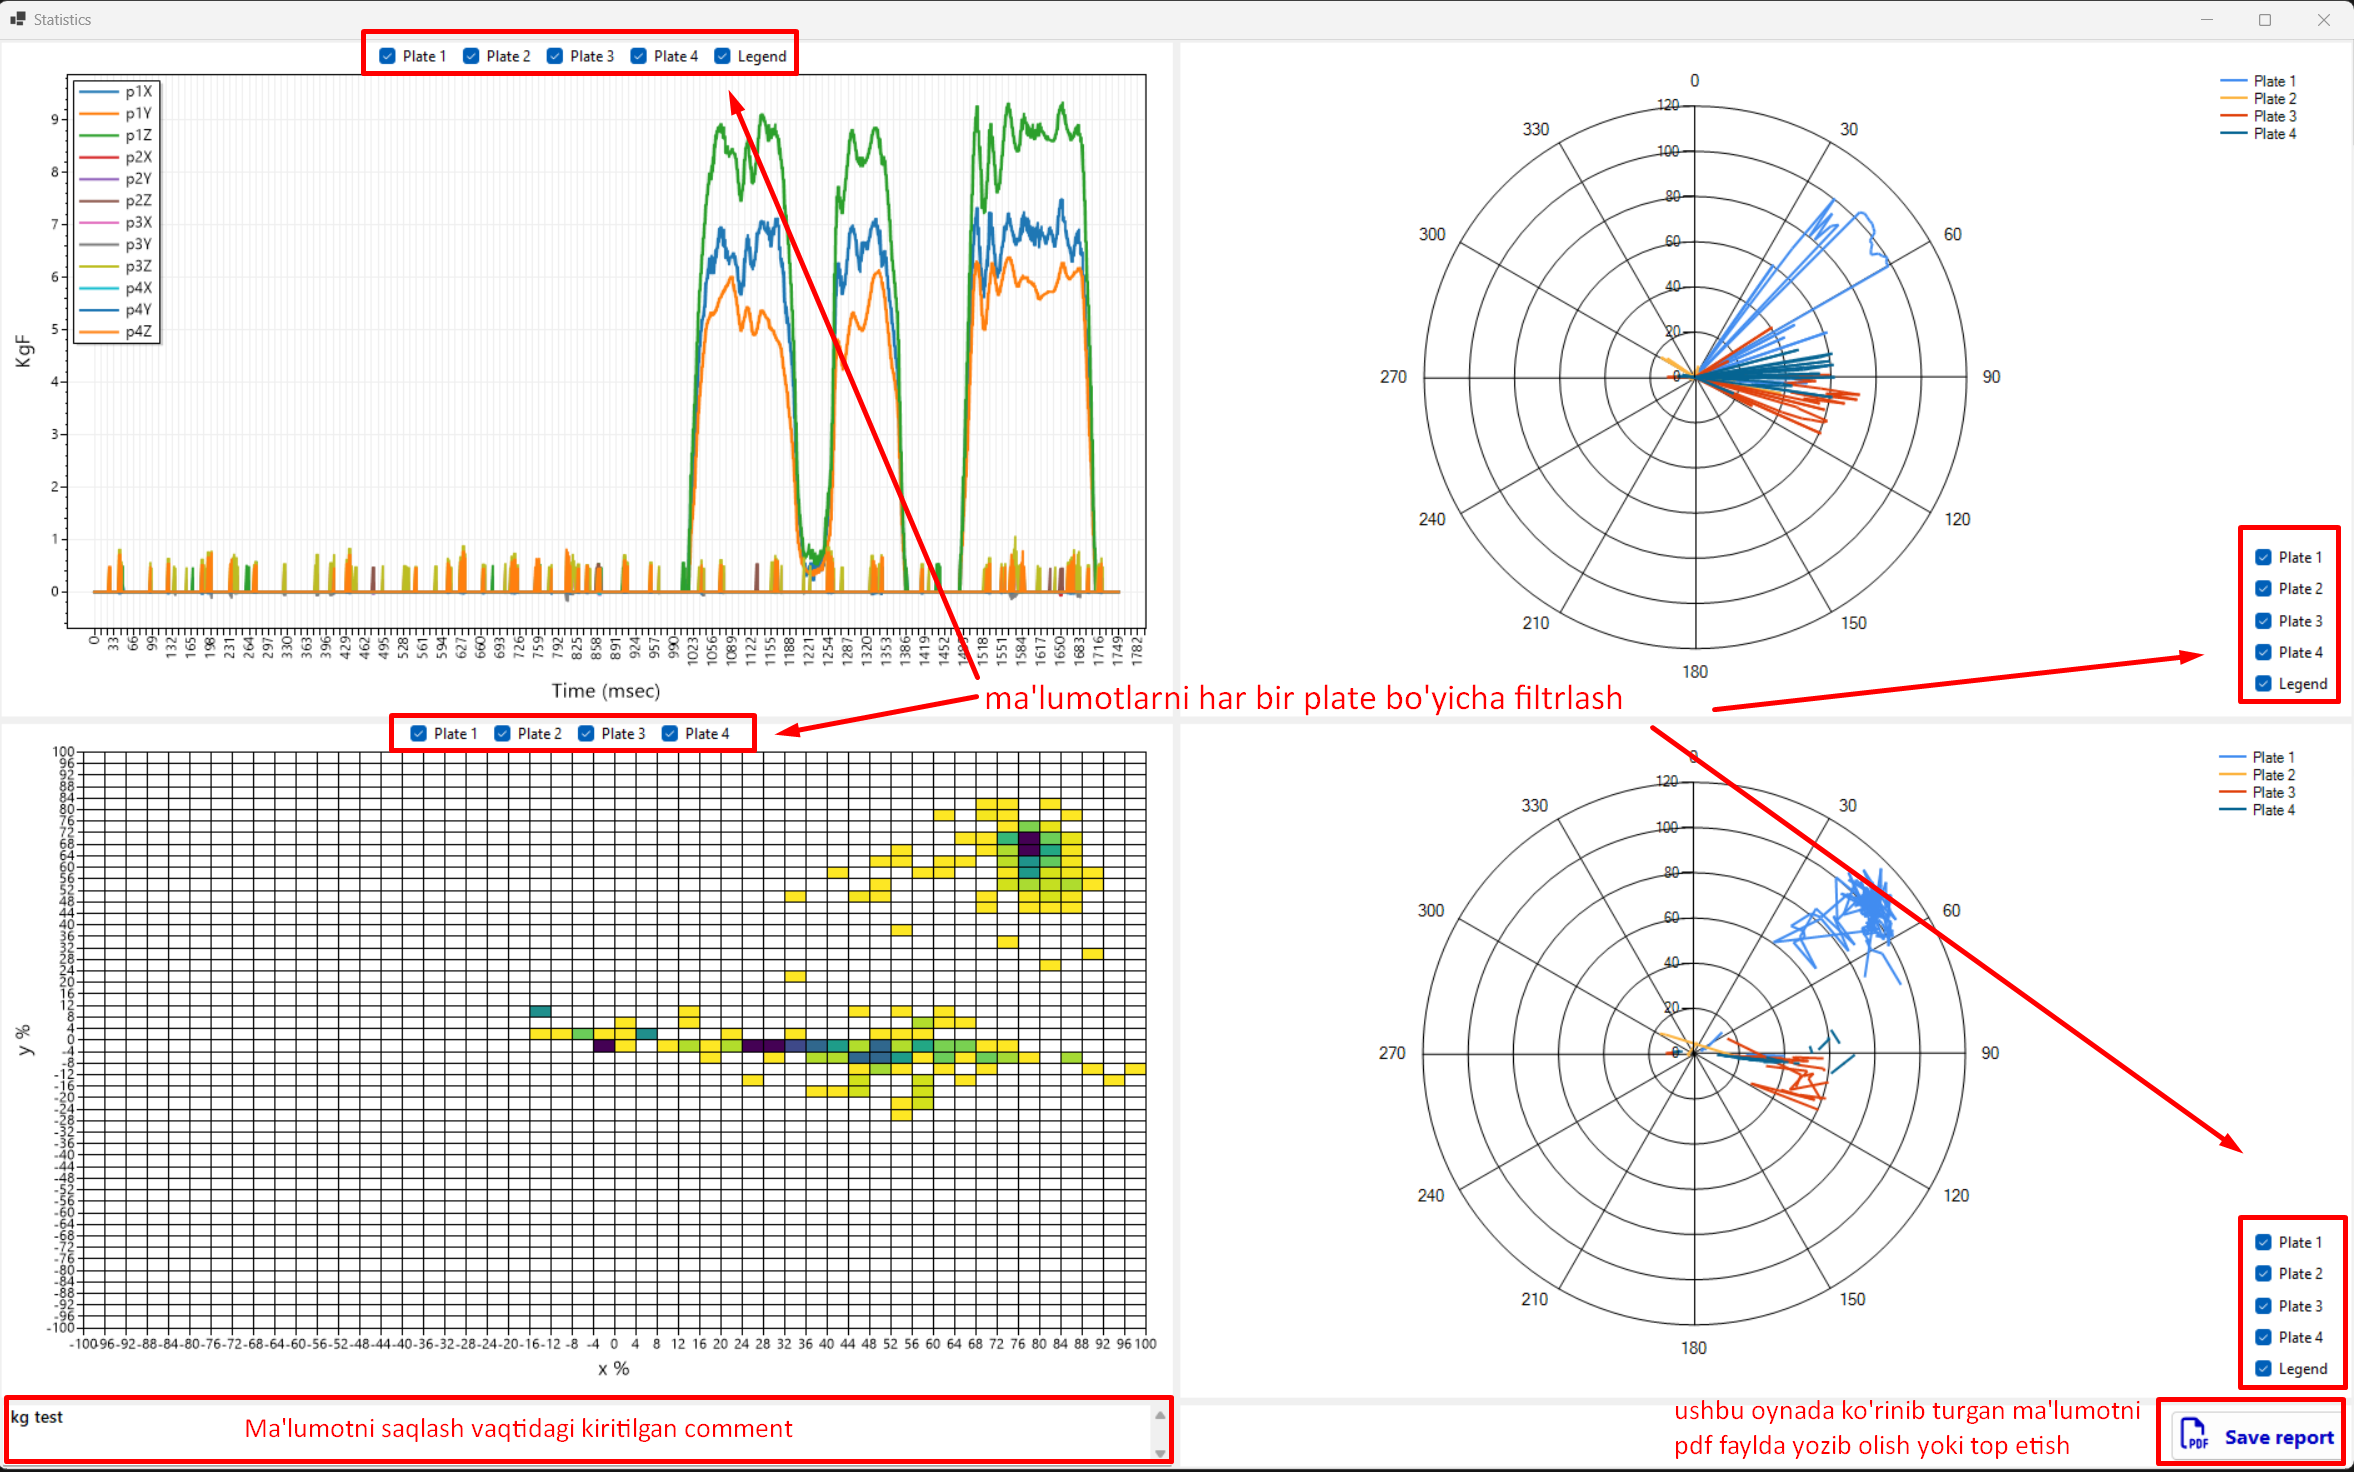 Statistics
Plate 1 Plate 2 Plate 3 Plate 4 Legend
p1X
p1Y
p1Z
p2X
p2Y
p2Z
p3X
p3Y
p3Z
p4X
p4Y
p4Z
KgF
9
8
7
6
5
4
3
2
1
0
0 33 66 99 132 165 198 231 264 297 330 363 396 429 462 495 528 561 594 627 660 693 726 759 792 825 858 891 924 957 990 1023 1056 1089 1122 1155 1188 1221 1254 1287 1320 1353 1386 1419 1452 1518 1551 1584 1617 1650 1683 1716 1749 1782
Time (msec)
0
30
60
90
120
150
180
210
240
270
300
330
120
100
80
60
40
20
0
Plate 1
Plate 2
Plate 3
Plate 4
Plate 1
Plate 2
Plate 3
Plate 4
Legend
ma'lumotlarni har bir plate bo'yicha filtrlash
Plate 1 Plate 2 Plate 3 Plate 4
y %
100
96
92
88
84
80
76
72
68
64
60
56
52
48
44
40
36
32
28
24
20
16
12
8
4
0
-4
-8
-12
-16
-20
-24
-28
-32
-36
-40
-44
-48
-52
-56
-60
-64
-68
-72
-76
-80
-84
-88
-92
-96
-100
-100-96-92-88-84-80-76-72-68-64-60-56-52-48-44-40-36-32-28-24-20-16-12 -8 -4 0 4 8 12 16 20 24 28 32 36 40 44 48 52 56 60 64 68 72 76 80 84 88 92 96 100
x %
0
30
60
90
120
150
180
210
240
270
300
330
120
100
80
60
40
20
0
Plate 1
Plate 2
Plate 3
Plate 4
Plate 1
Plate 2
Plate 3
Plate 4
Legend
kg test
Ma'lumotni saqlash vaqtidagi kiritilgan comment
ushbu oynada ko'rinib turgan ma'lumotni
pdf faylda yozib olish yoki top etish
PDF Save report